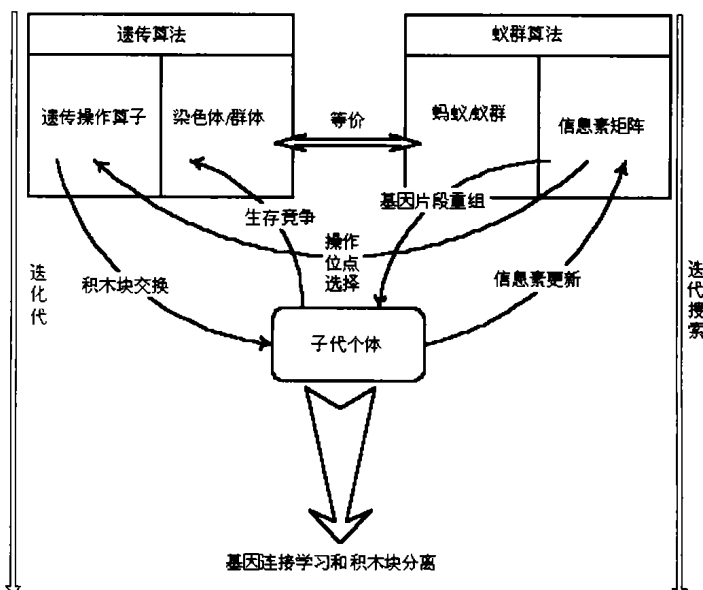 遗传算法
蚁群算法
遗传操作算子
染色体/群体
等价
蚂蚁/蚁群
信息素矩阵
基因片段重组
生存竞争
操作
位点
选择
积木块交换
信息素更新
迭
化
代
迭
代
搜
索
子代个体
基因连接学习和积木块分离